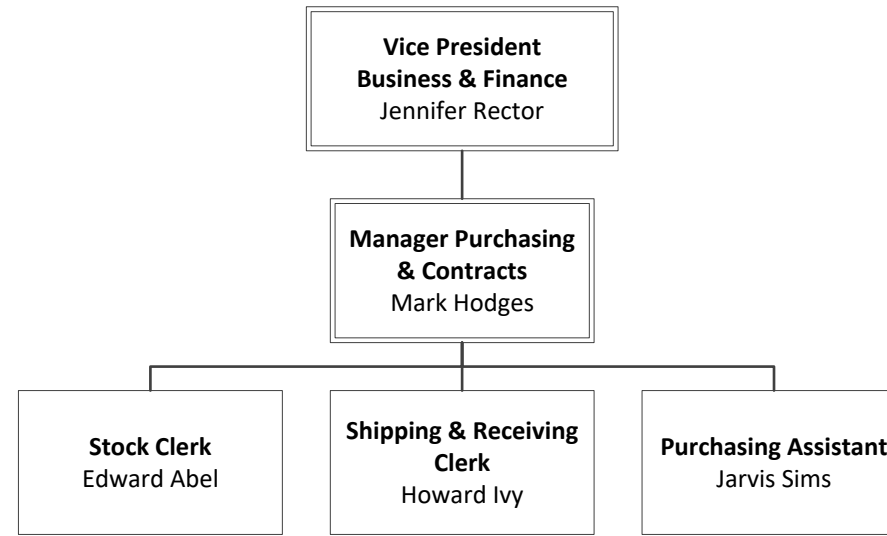 Vice President
Business & Finance
Jennifer Rector
Manager Purchasing
& Contracts
Mark Hodges
Stock Clerk
Edward Abel
Shipping & Receiving
Clerk
Howard Ivy
Purchasing Assistant
Jarvis Sims